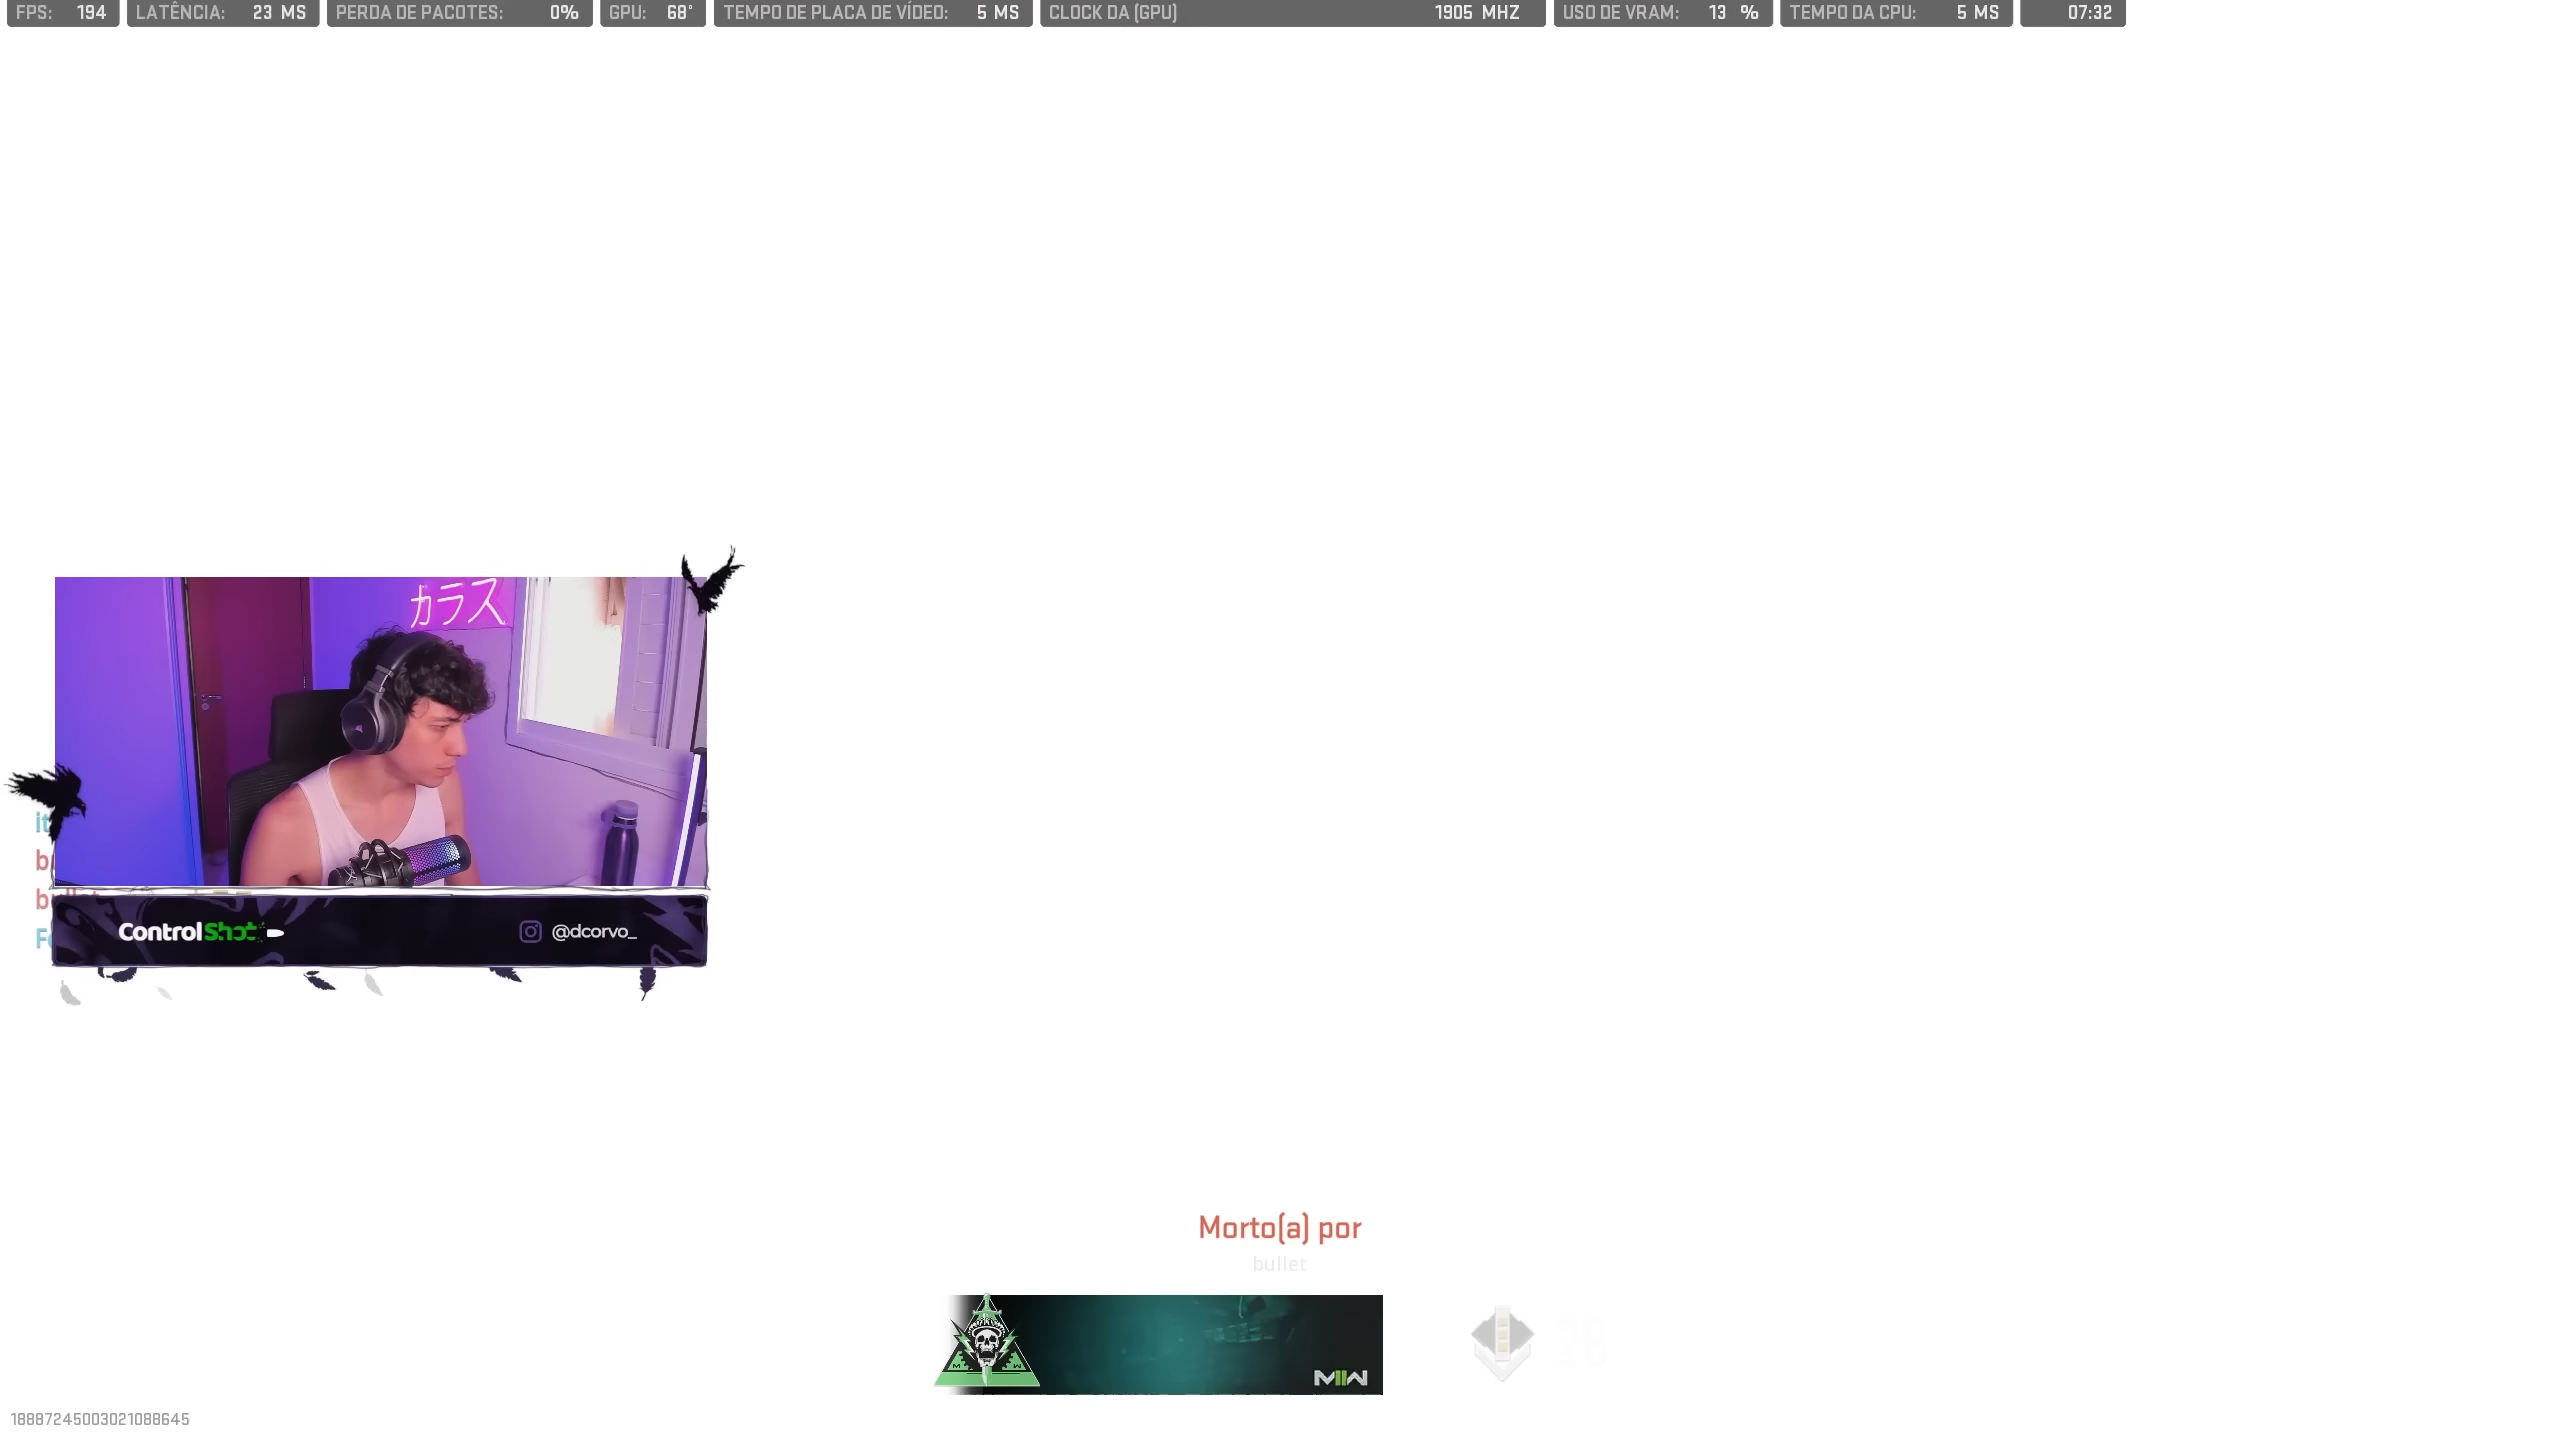 FPS: 194 LATÊNCIA: 23 MS PERDA DE PACOTES: 0% GPU: 68° TEMPO DE PLACA DE VÍDEO: 5 MS CLOCK DA (GPU) 1905 MHZ USO DE VRAM: 13 % TEMPO DA CPU: 5 MS 07:32
カラス
ControlShot @dcorvo_
Morto(a) por
bullet
M W
MIIW
18887245003021088645